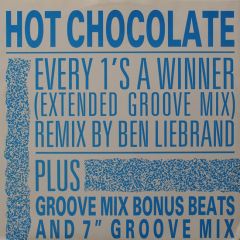 HOT CHOCOLATE
EVERY 1'S A WINNER
(EXTENDED GROOVE MIX)
REMIX BY BEN LIEBRAND
PLUS
GROOVE MIX BONUS BEATS
AND 7" GROOVE MIX